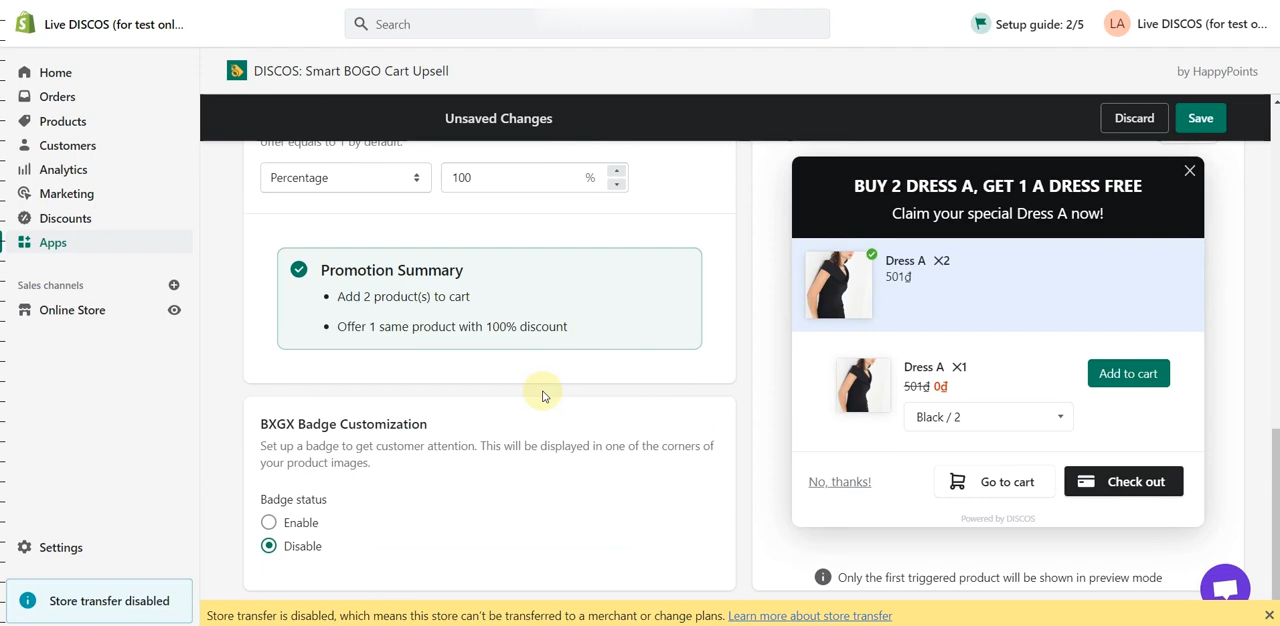 Live DISCOS (for test onl...
Search
Setup guide: 2/5
LA
Live DISCOS (for test o...
Home
Orders
Products
Customers
Analytics
Marketing
Discounts
Apps
Sales channels
Online Store
Settings
Store transfer disabled
DISCOS: Smart BOGO Cart Upsell
by HappyPoints
Unsaved Changes
Discard
Save
offer equals to 1 by default.
Percentage
100 %
Promotion Summary
• Add 2 product(s) to cart
• Offer 1 same product with 100% discount
BXGX Badge Customization
Set up a badge to get customer attention. This will be displayed in one of the corners of
your product images.
Badge status
Enable
Disable
BUY 2 DRESS A, GET 1 A DRESS FREE
Claim your special Dress A now!
Dress A ✕2
501₫
Dress A ✕1
501₫ 0₫
Add to cart
Black / 2
No, thanks!
Go to cart
Check out
Powered by DISCOS
Only the first triggered product will be shown in preview mode
Store transfer is disabled, which means this store can't be transferred to a merchant or change plans. Learn more about store transfer